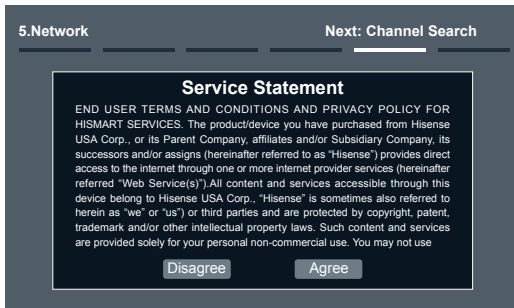 5.Network Next: Channel Search
Service Statement
END USER TERMS AND CONDITIONS AND PRIVACY POLICY FOR
HISMART SERVICES. The product/device you have purchased from Hisense
USA Corp., or its Parent Company, affiliates and/or Subsidiary Company, its
successors and/or assigns (hereinafter referred to as “Hisense”) provides direct
access to the internet through one or more internet provider services (hereinafter
referred “Web Service(s)”).All content and services accessible through this
device belong to Hisense USA Corp., “Hisense” is sometimes also referred to
herein as “we” or “us”) or third parties and are protected by copyright, patent,
trademark and/or other intellectual property laws. Such content and services
are provided solely for your personal non-commercial use. You may not use
Disagree Agree